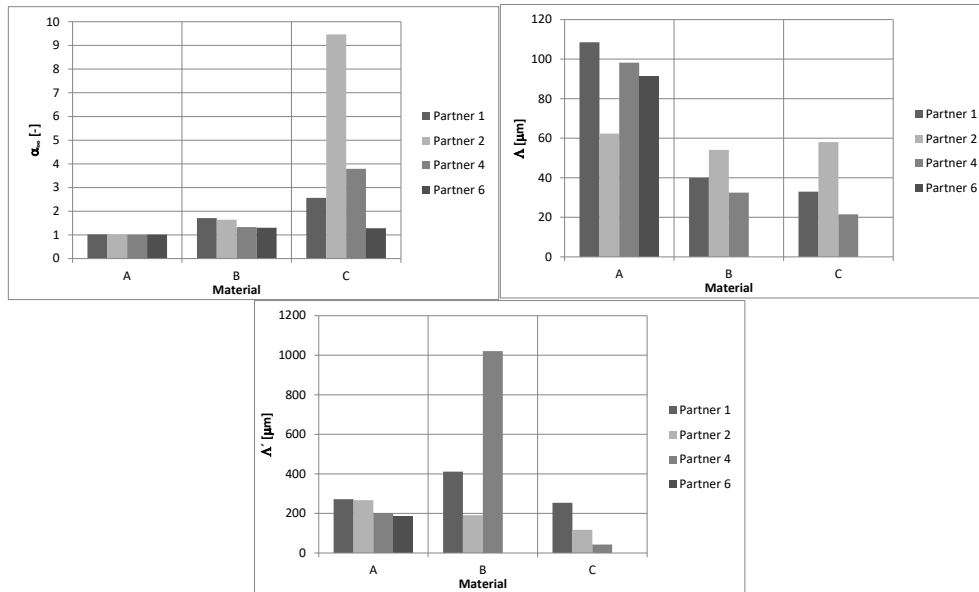 10
9
8
7
6
5
4
3
2
1
0
α∞ [-]
A B C
Material
Partner 1
Partner 2
Partner 4
Partner 6
120
100
80
60
40
20
0
Λ [µm]
A B C
Material
Partner 1
Partner 2
Partner 4
Partner 6
1200
1000
800
600
400
200
0
Λ´ [µm]
A B C
Material
Partner 1
Partner 2
Partner 4
Partner 6